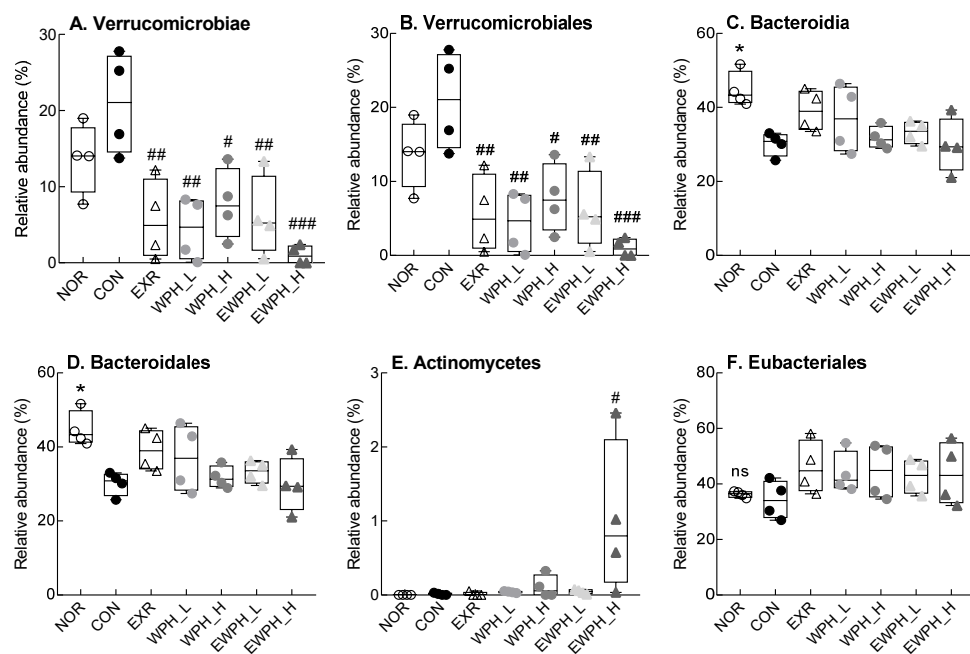 A. Verrucomicrobiae
Relative abundance (%)
30
20
10
0
##
##
#
##
###
NOR
CON
EXR
WPH_L
WPH_H
EWPH_L
EWPH_H
B. Verrucomicrobiales
Relative abundance (%)
30
20
10
0
##
##
#
##
###
NOR
CON
EXR
WPH_L
WPH_H
EWPH_L
EWPH_H
C. Bacteroidia
Relative abundance (%)
60
40
20
0
*
NOR
CON
EXR
WPH_L
WPH_H
EWPH_L
EWPH_H
D. Bacteroidales
Relative abundance (%)
60
40
20
0
*
NOR
CON
EXR
WPH_L
WPH_H
EWPH_L
EWPH_H
E. Actinomycetes
Relative abundance (%)
3
2
1
0
#
NOR
CON
EXR
WPH_L
WPH_H
EWPH_L
EWPH_H
F. Eubacteriales
Relative abundance (%)
80
60
40
20
0
ns
NOR
CON
EXR
WPH_L
WPH_H
EWPH_L
EWPH_H